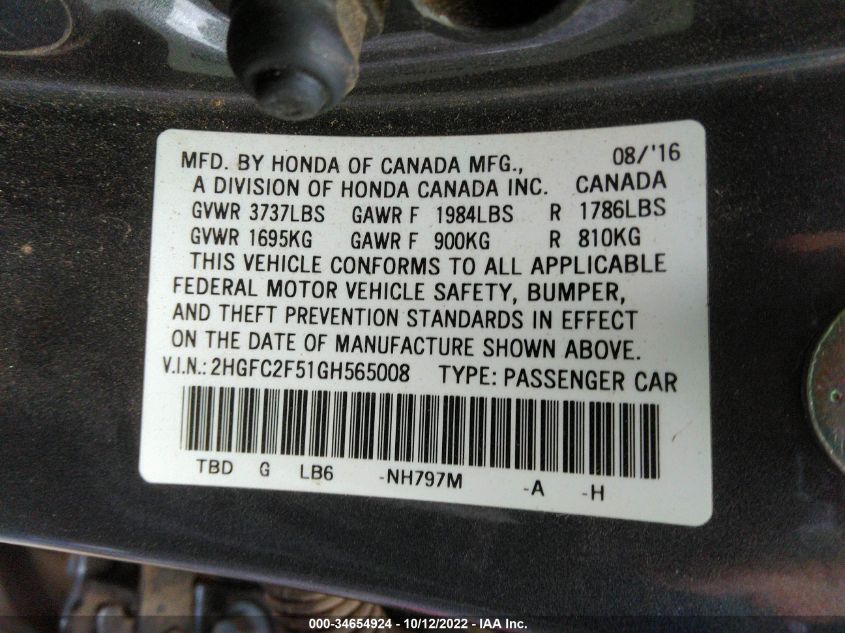 MFD. BY HONDA OF CANADA MFG., 08/'16
A DIVISION OF HONDA CANADA INC. CANADA
GVWR 3737LBS GAWR F 1984LBS R 1786LBS
GVWR 1695KG GAWR F 900KG R 810KG
THIS VEHICLE CONFORMS TO ALL APPLICABLE
FEDERAL MOTOR VEHICLE SAFETY, BUMPER,
AND THEFT PREVENTION STANDARDS IN EFFECT
ON THE DATE OF MANUFACTURE SHOWN ABOVE.
V.I.N.: 2HGFC2F51GH565008 TYPE: PASSENGER CAR
TBD G LB6 -NH797M -A -H
000-34654924 - 10/12/2022 - IAA Inc.